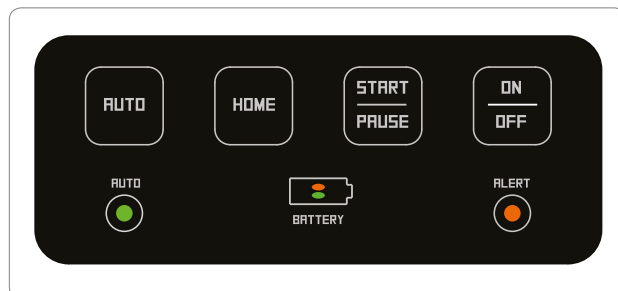 AUTO
HOME
START
PAUSE
ON
OFF
AUTO
BATTERY
ALERT